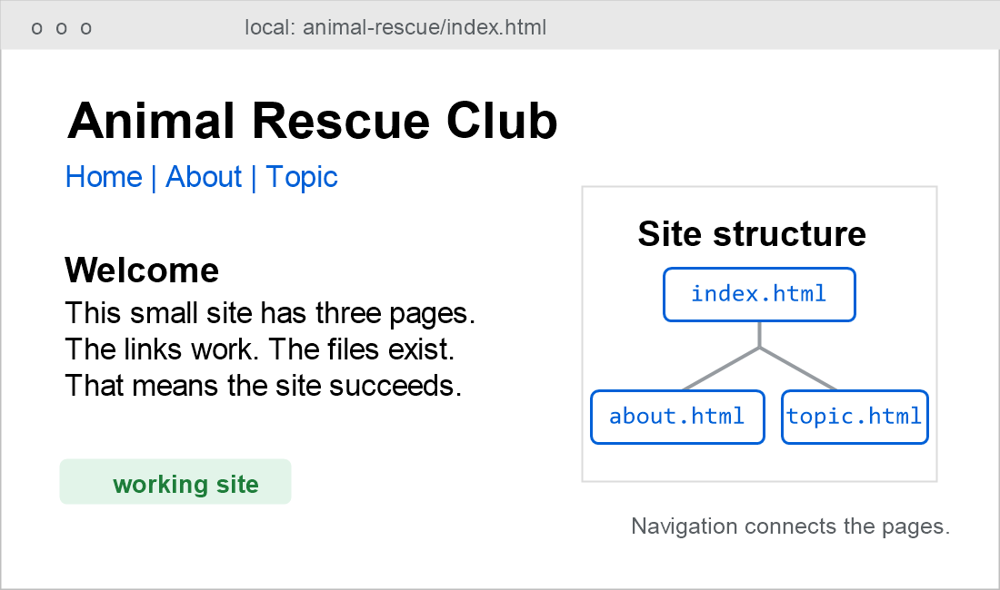 o o o
local: animal-rescue/index.html
Animal Rescue Club
Home | About | Topic
Welcome
This small site has three pages.
The links work. The files exist.
That means the site succeeds.
working site
Site structure
index.html
about.html
topic.html
Navigation connects the pages.